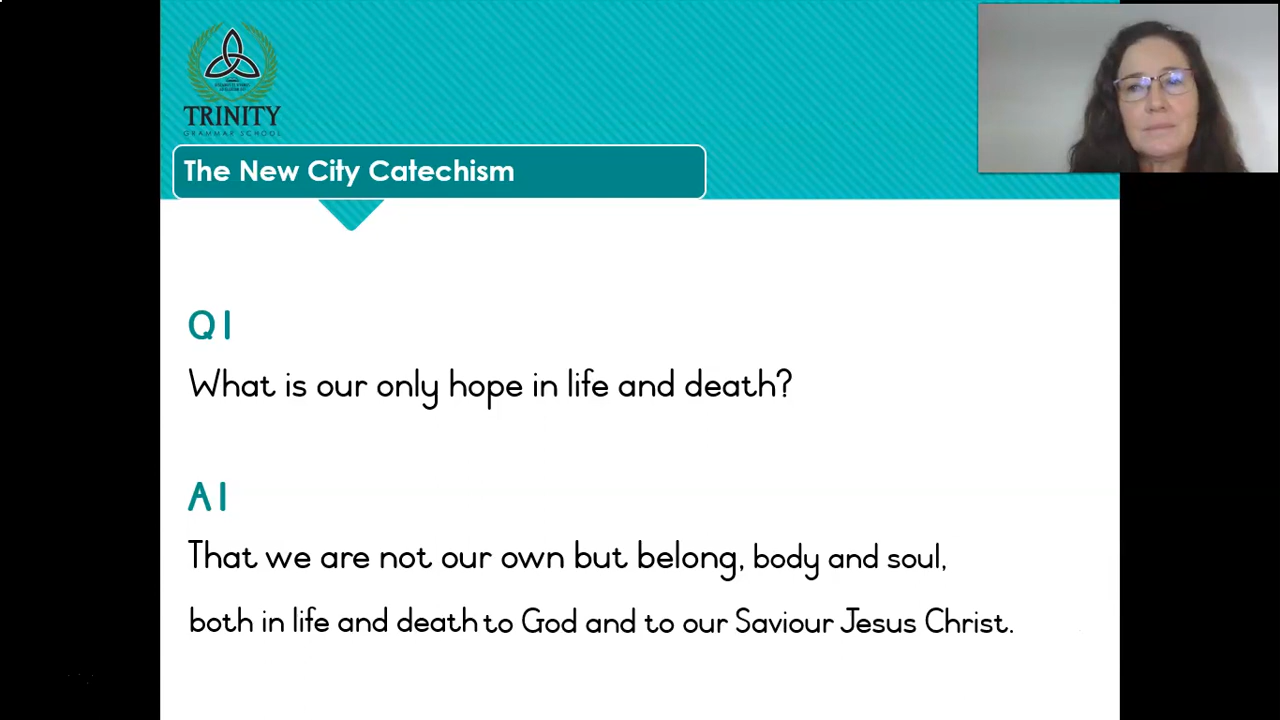 TRINITY
GRAMMAR SCHOOL
The New City Catechism
Q1
What is our only hope in life and death?
A1
That we are not our own but belong, body and soul,
both in life and death to God and to our Saviour Jesus Christ.